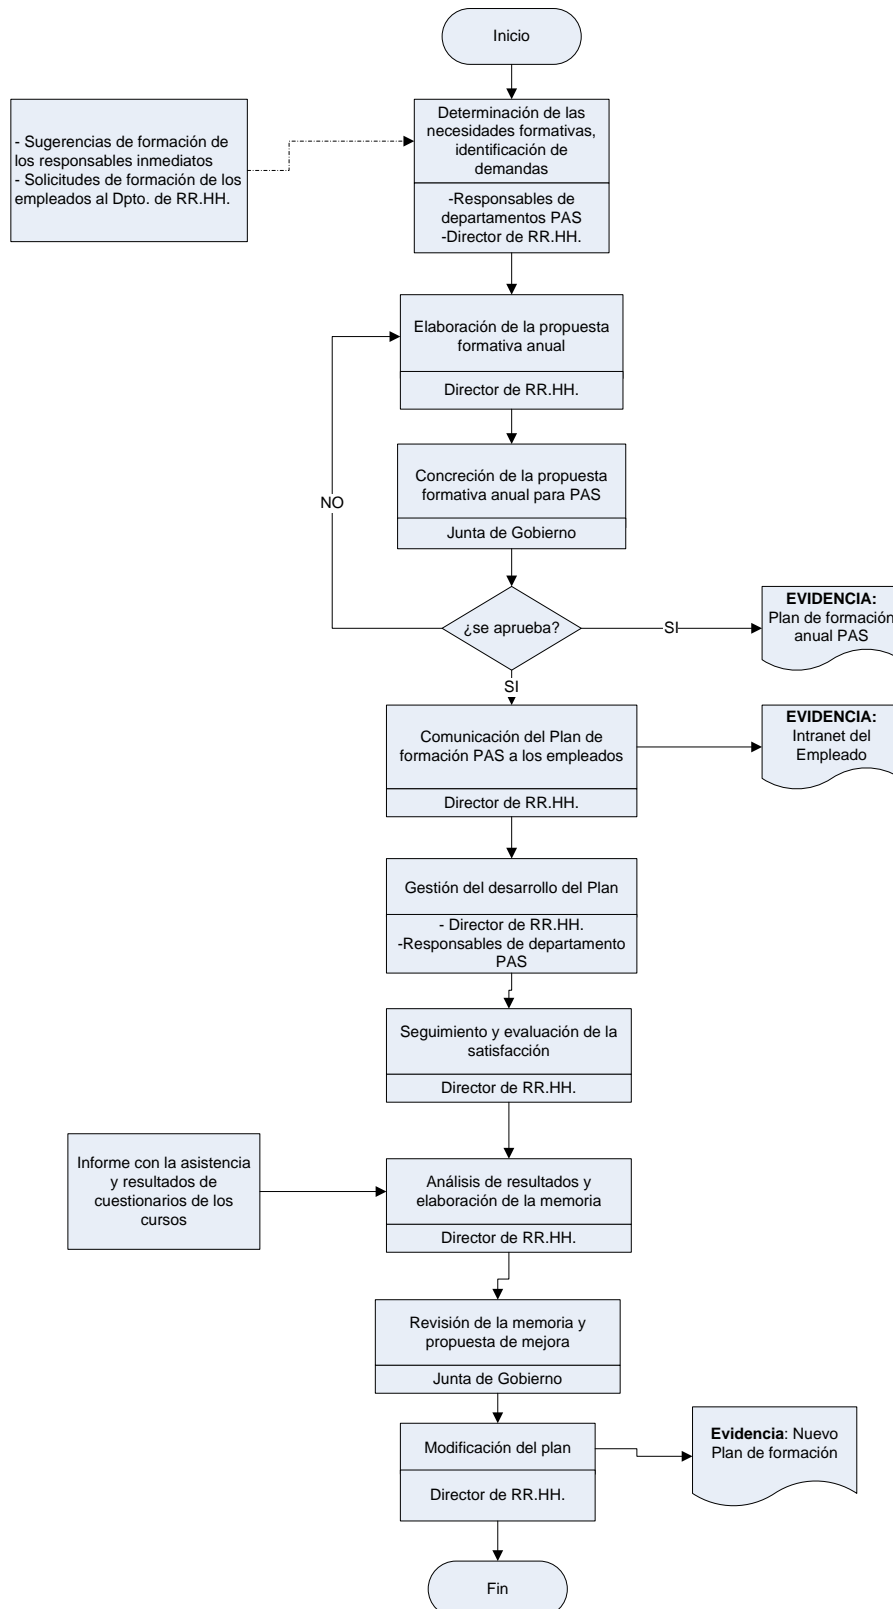 Inicio
- Sugerencias de formación de
los responsables inmediatos
- Solicitudes de formación de los
empleados al Dpto. de RR.HH.
Determinación de las
necesidades formativas,
identificación de
demandas
-Responsables de
departamentos PAS
-Director de RR.HH.
Elaboración de la propuesta
formativa anual
Director de RR.HH.
Concreción de la propuesta
formativa anual para PAS
Junta de Gobierno
NO
¿se aprueba?
SI
EVIDENCIA:
Plan de formación
anual PAS
SI
Comunicación del Plan de
formación PAS a los empleados
Director de RR.HH.
EVIDENCIA:
Intranet del
Empleado
Gestión del desarrollo del Plan
- Director de RR.HH.
-Responsables de departamento
PAS
Seguimiento y evaluación de la
satisfacción
Director de RR.HH.
Informe con la asistencia
y resultados de
cuestionarios de los
cursos
Análisis de resultados y
elaboración de la memoria
Director de RR.HH.
Revisión de la memoria y
propuesta de mejora
Junta de Gobierno
Modificación del plan
Director de RR.HH.
Evidencia: Nuevo
Plan de formación
Fin